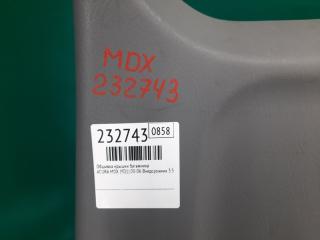 MDX
232743
232743 0858
Обшивка крышки багажника
ACURA MDX (YD1) 00-06 Внедорожник 3.5